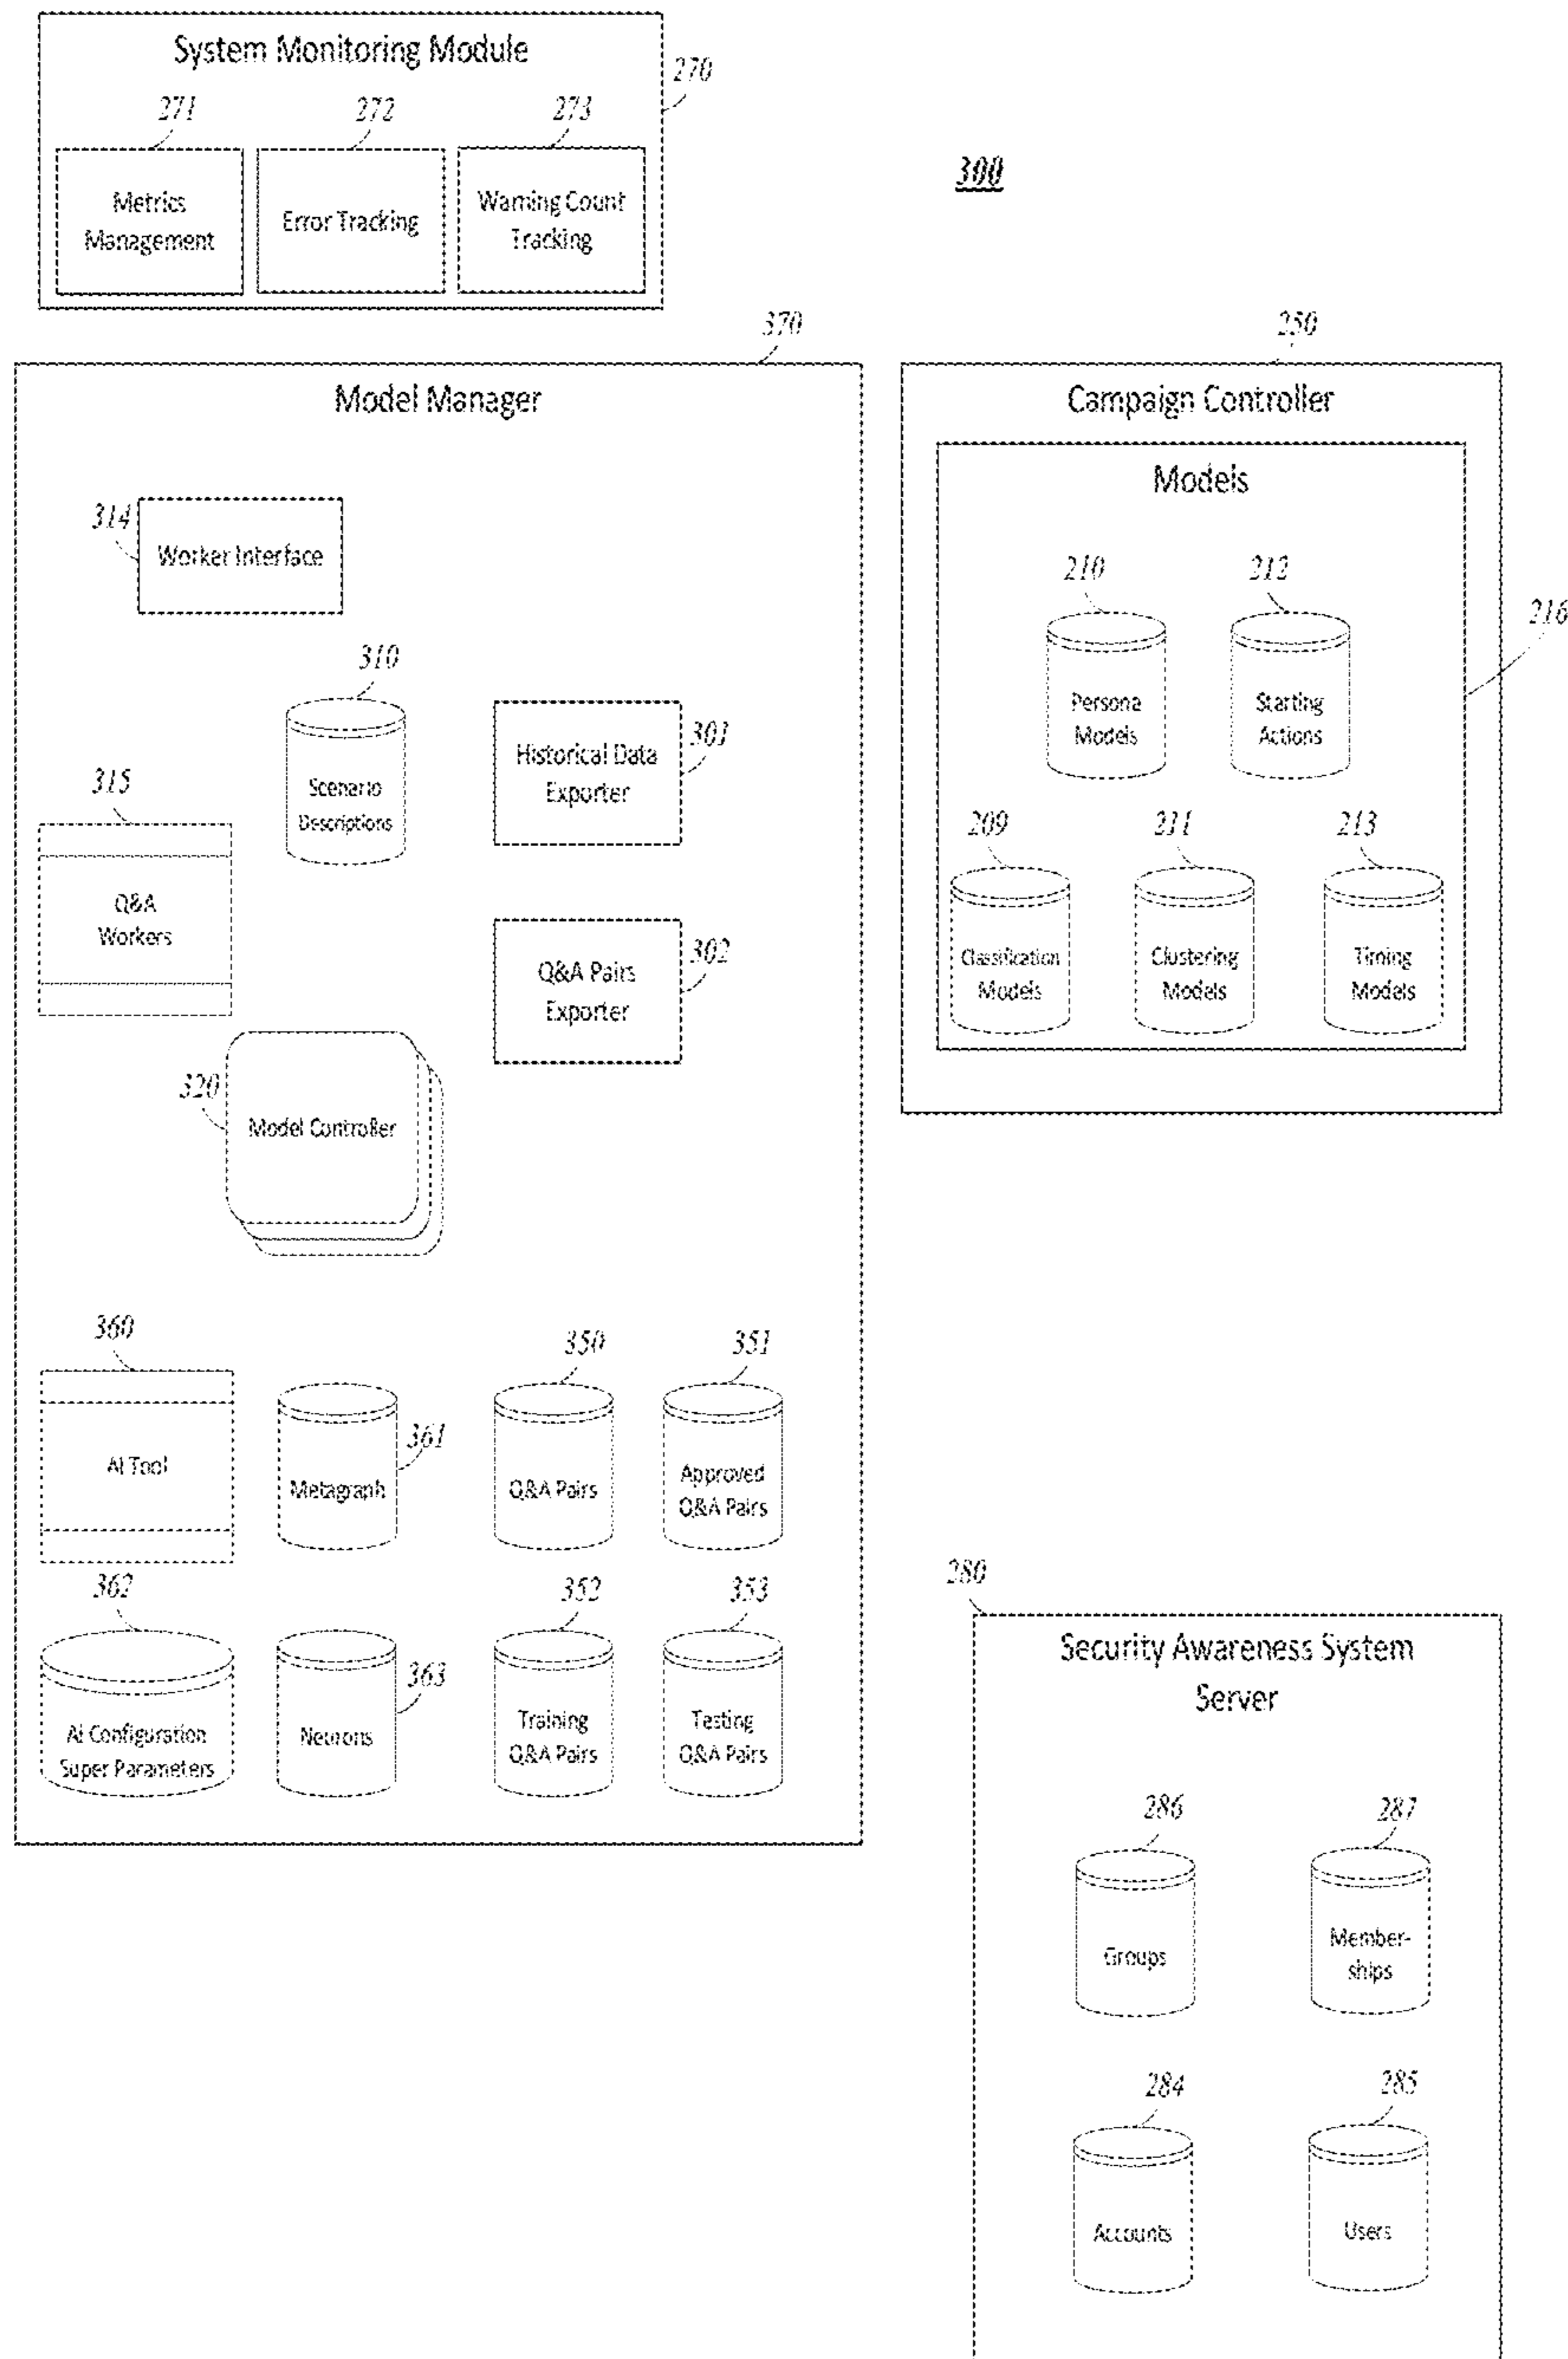 System Monitoring Module
270
271
272
273
Metrics
Management
Error Tracking
Warning Count
Tracking
300
370
Model Manager
314
Worker Interface
310
Scenario
Descriptions
Historical Data
Exporter
301
315
Q&A
Workers
Q&A Pairs
Exporter
302
320
Model Controller
360
AI Tool
Metagraph
361
350
Q&A Pairs
351
Approved
Q&A Pairs
362
AI Configuration
Super Parameters
Neurons
363
352
Training
Q&A Pairs
353
Testing
Q&A Pairs
250
Campaign Controller
Models
216
210
Persona
Models
212
Starting
Actions
209
Classification
Models
211
Clustering
Models
213
Timing
Models
280
Security Awareness System
Server
286
Groups
287
Member-
ships
284
Accounts
285
Users